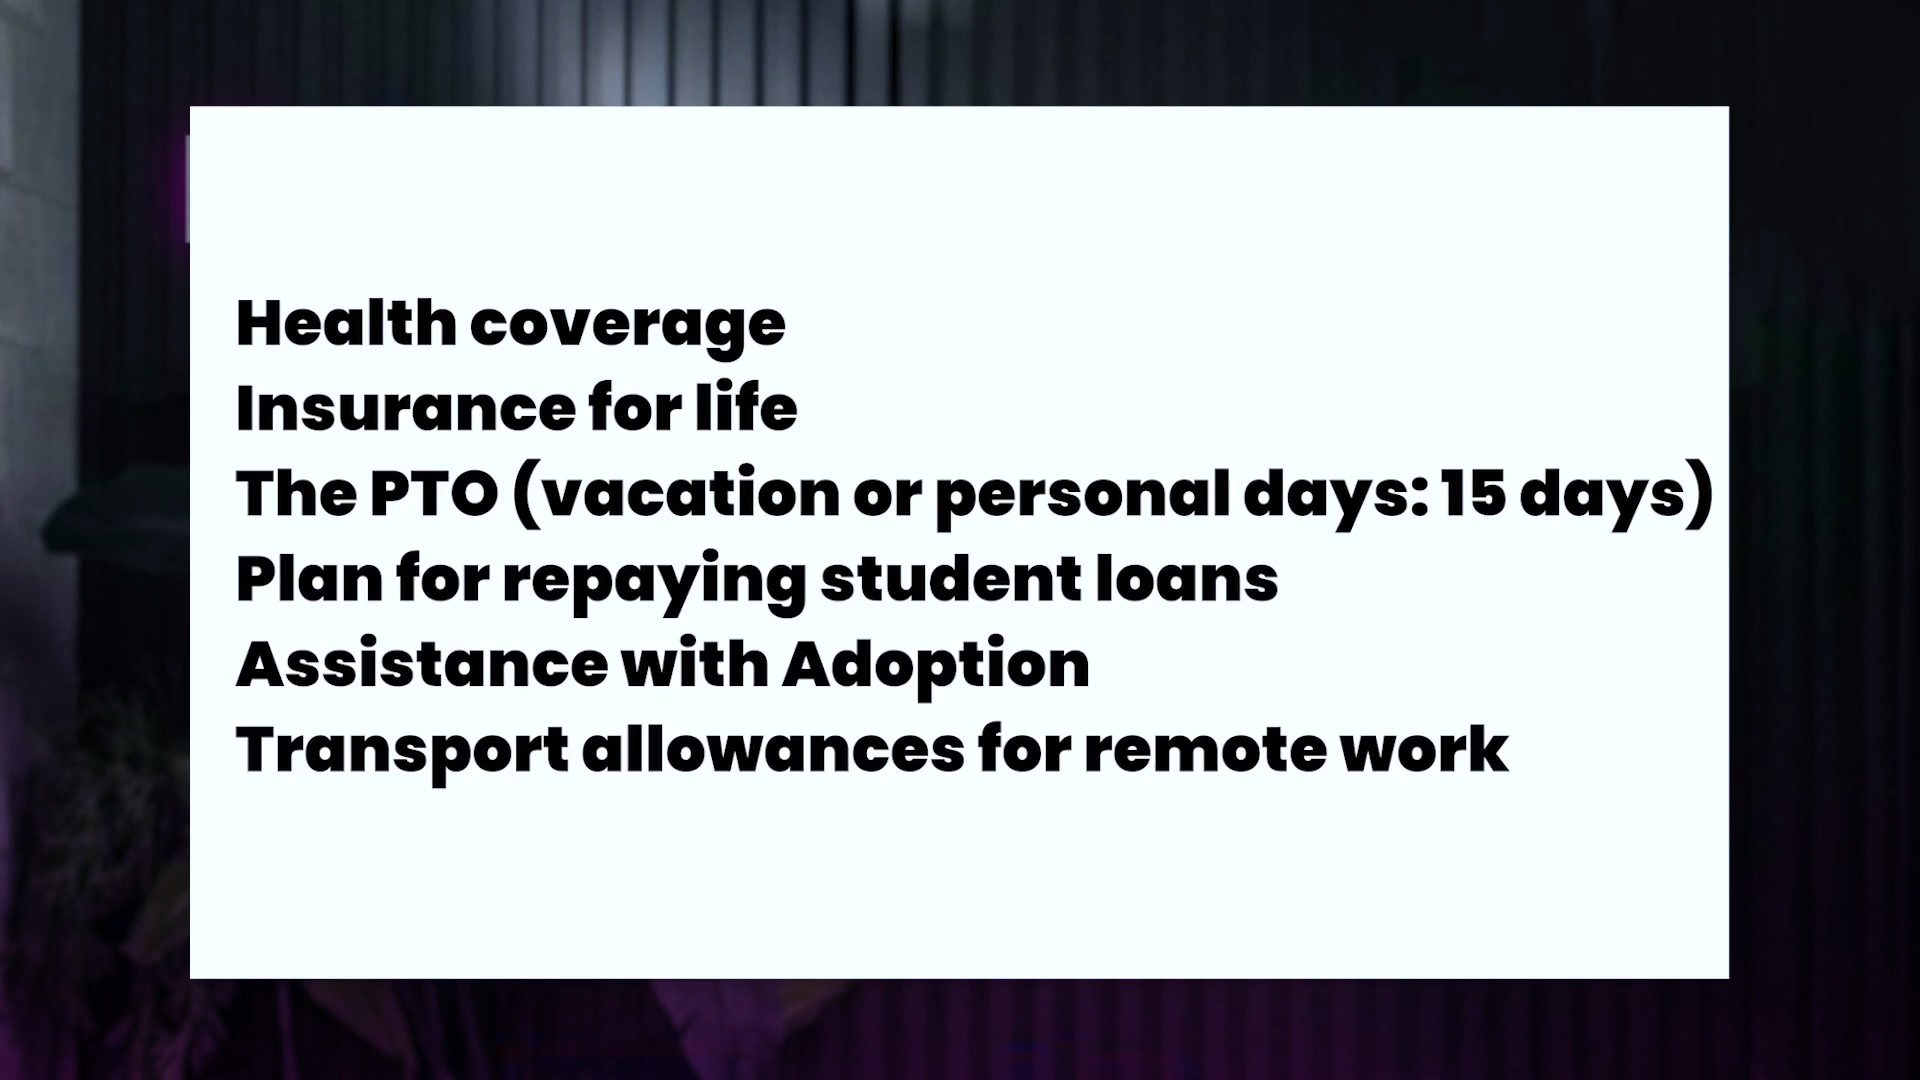 Health coverage
Insurance for life
The PTO (vacation or personal days: 15 days)
Plan for repaying student loans
Assistance with Adoption
Transport allowances for remote work